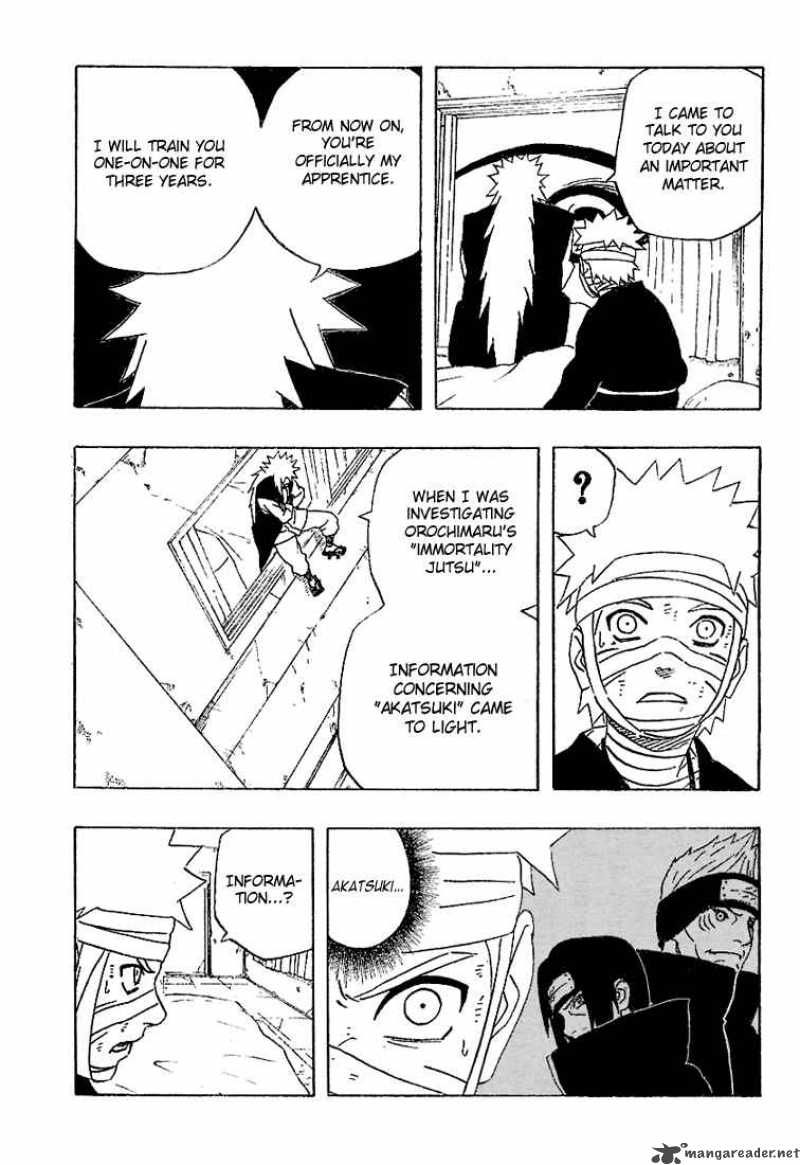 I CAME TO
TALK TO YOU
TODAY ABOUT
AN IMPORTANT
MATTER.
FROM NOW ON,
YOU'RE
OFFICIALLY MY
APPRENTICE.
I WILL TRAIN YOU
ONE-ON-ONE FOR
THREE YEARS.
?
WHEN I WAS
INVESTIGATING
OROCHIMARU'S
"IMMORTALITY
JUTSU"...
INFORMATION
CONCERNING
"AKATSUKI" CAME
TO LIGHT.
AKATSUKI...
INFORMA-
TION...?
mangareader.net